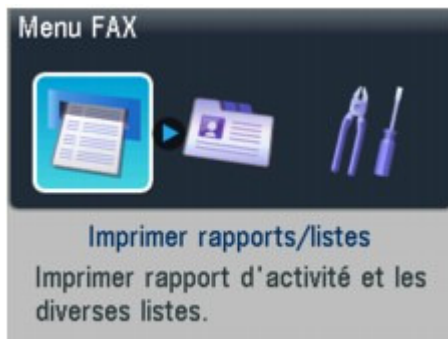 Menu FAX
Imprimer rapports/listes
Imprimer rapport d'activité et les
diverses listes.